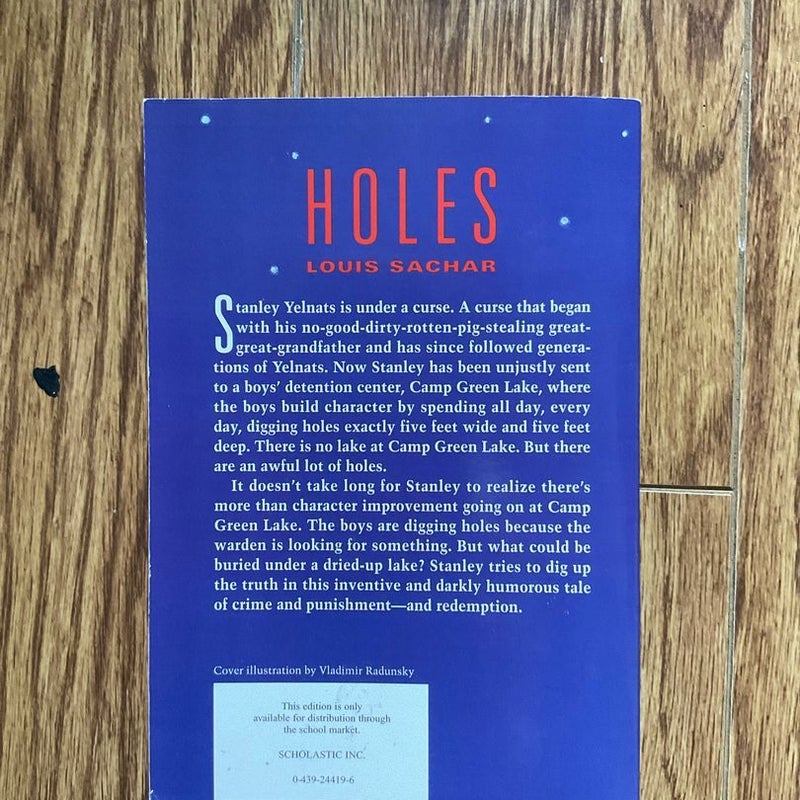 HOLES
LOUIS SACHAR
Stanley Yelnats is under a curse. A curse that began
with his no-good-dirty-rotten-pig-stealing great-
great-grandfather and has since followed genera-
tions of Yelnats. Now Stanley has been unjustly sent
to a boys' detention center, Camp Green Lake, where
the boys build character by spending all day, every
day, digging holes exactly five feet wide and five feet
deep. There is no lake at Camp Green Lake. But there
are an awful lot of holes.
It doesn't take long for Stanley to realize there's
more than character improvement going on at Camp
Green Lake. The boys are digging holes because the
warden is looking for something. But what could be
buried under a dried-up lake? Stanley tries to dig up
the truth in this inventive and darkly humorous tale
of crime and punishment—and redemption.
Cover illustration by Vladimir Radunsky
This edition is only
available for distribution through
the school market.
SCHOLASTIC INC.
0-439-24419-6